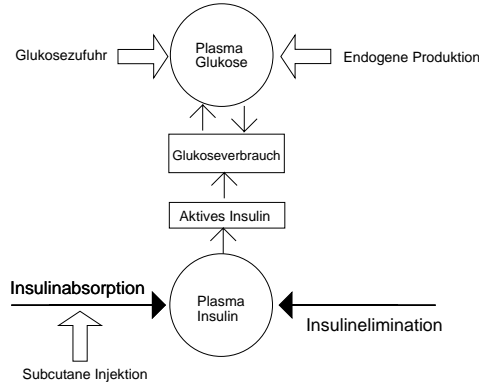 Glukosezufuhr
Plasma
Glukose
Endogene Produktion
Glukoseverbrauch
Aktives Insulin
Insulinabsorption
Plasma
Insulin
Insulinelimination
Subcutane Injektion